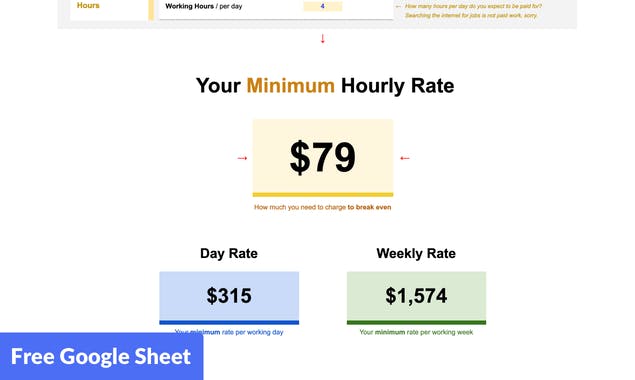 Hours
Working Hours / per day
4
← How many hours per day do you expect to be paid for?
Searching the internet for jobs is not paid work, sorry.
↓
Your Minimum Hourly Rate
→ $79 ←
How much you need to charge to break even
Day Rate
Weekly Rate
$315
$1,574
Your minimum rate per working day
Your minimum rate per working week
Free Google Sheet